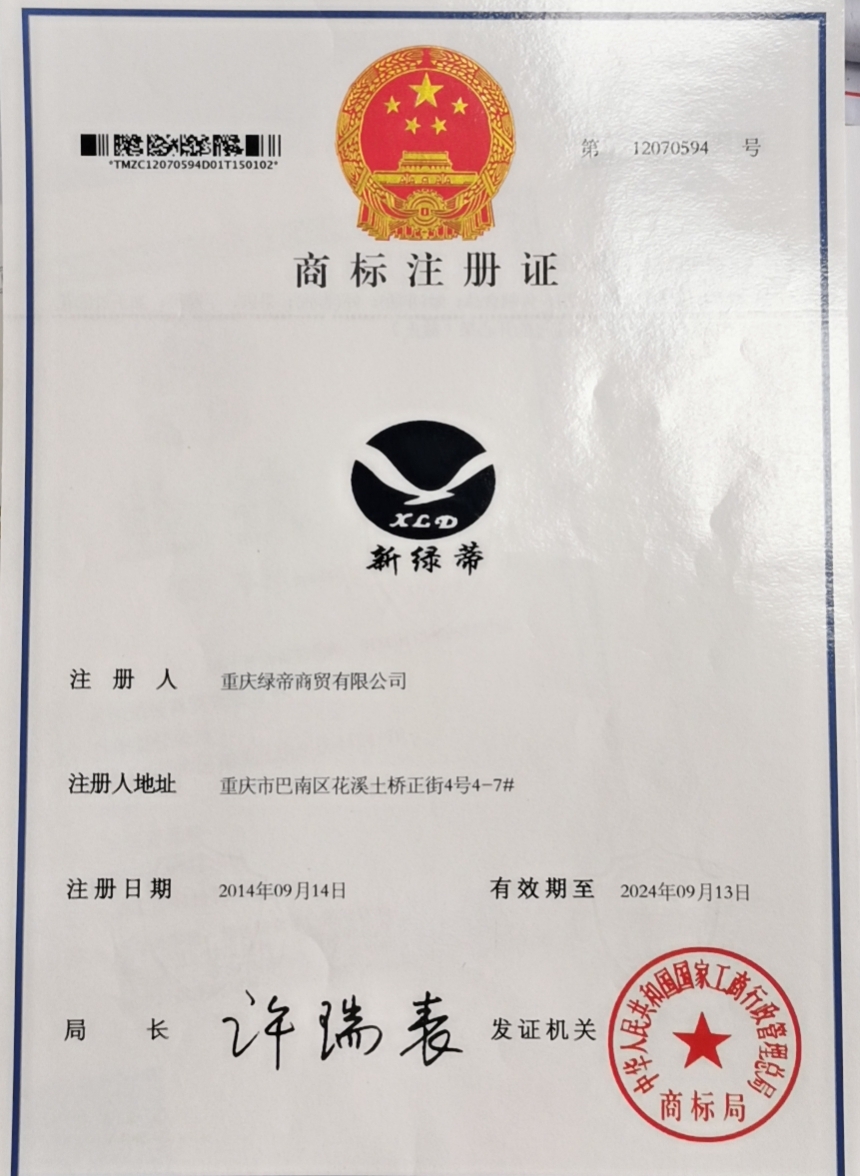 *TMZC12070594D01T150102*
第 12070594 号
商标注册证
XLD
新绿蒂
注册人 重庆绿帝商贸有限公司
注册人地址 重庆市巴南区花溪土桥正街4号4-7#
注册日期 2014年09月14日 有效期至 2024年09月13日
局长 许瑞表 发证机关
中华人民共和国国家工商行政管理总局
商标局